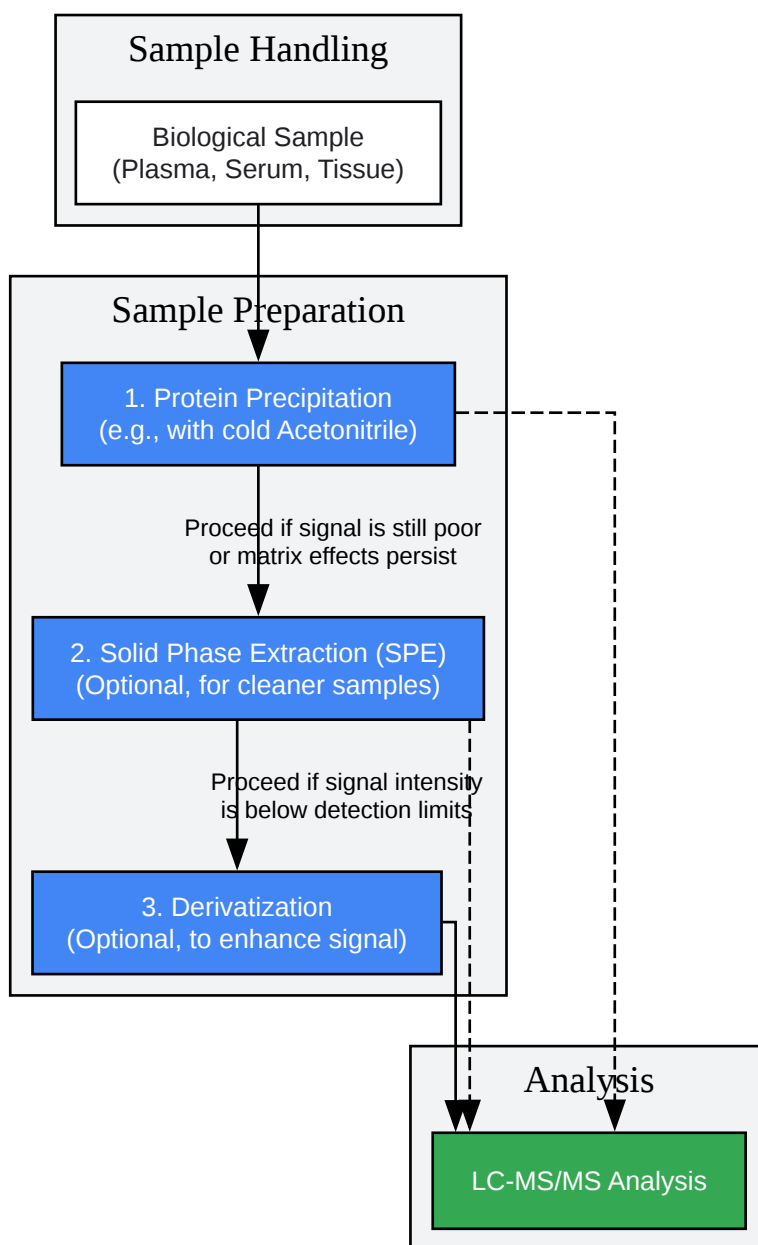 Sample Handling
Biological Sample
(Plasma, Serum, Tissue)
Sample Preparation
1. Protein Precipitation
(e.g., with cold Acetonitrile)
Proceed if signal is still poor
or matrix effects persist
2. Solid Phase Extraction (SPE)
(Optional, for cleaner samples)
Proceed if signal intensity
is below detection limits
3. Derivatization
(Optional, to enhance signal)
Analysis
LC-MS/MS Analysis